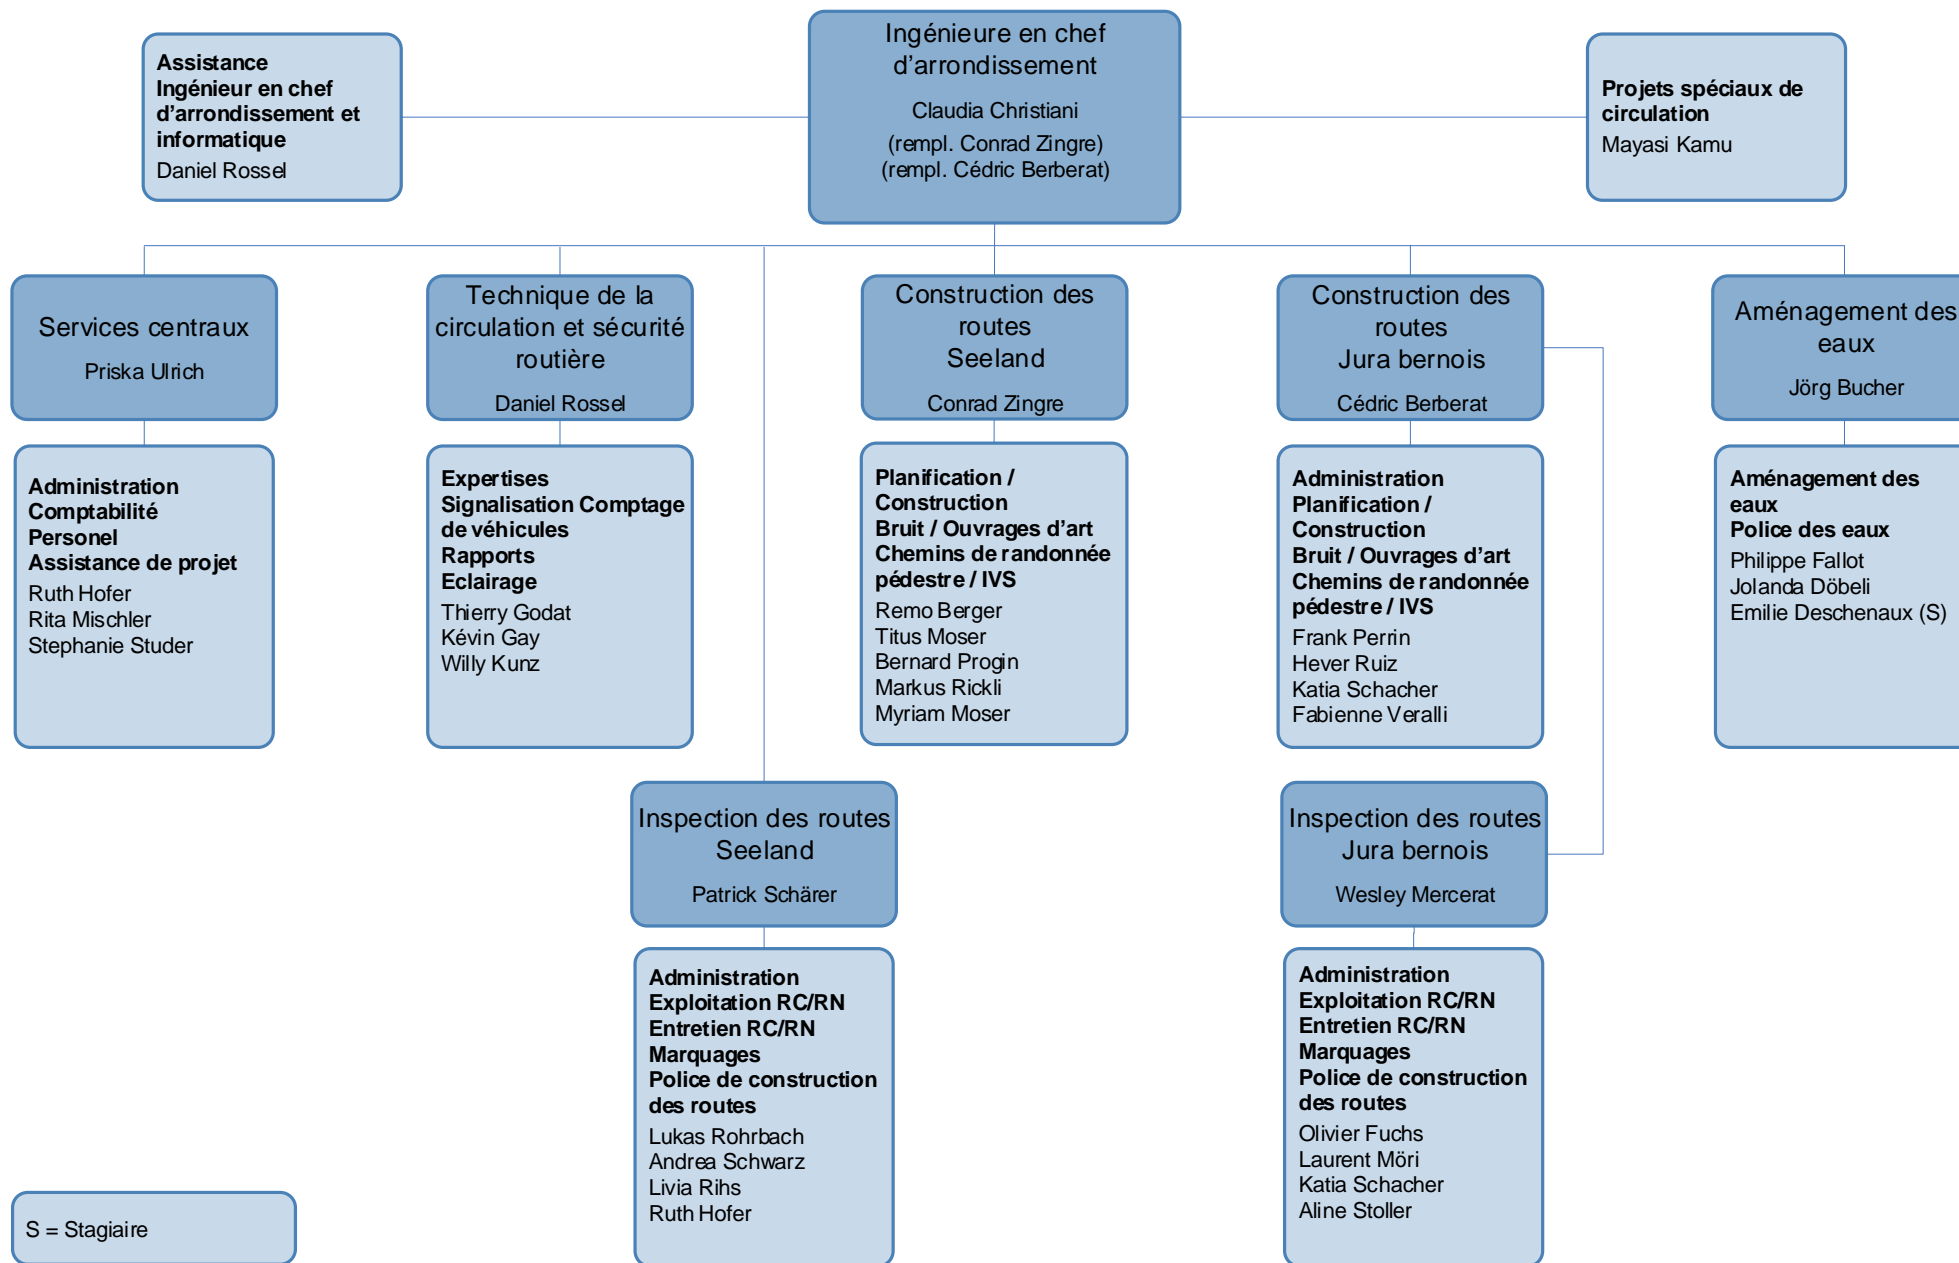 Ingénieure en chef
d'arrondissement
Claudia Christiani
(rempl. Conrad Zingre)
(rempl. Cédric Berberat)
Assistance
Ingénieur en chef
d'arrondissement et
informatique
Daniel Rossel
Projets spéciaux de
circulation
Mayasi Kamu
Services centraux
Priska Ulrich
Technique de la
circulation et sécurité
routière
Daniel Rossel
Construction des
routes
Seeland
Conrad Zingre
Construction des
routes
Jura bernois
Cédric Berberat
Aménagement des
eaux
Jörg Bucher
Administration
Comptabilité
Personel
Assistance de projet
Ruth Hofer
Rita Mischler
Stephanie Studer
Expertises
Signalisation Comptage
de véhicules
Rapports
Eclairage
Thierry Godat
Kévin Gay
Willy Kunz
Planification /
Construction
Bruit / Ouvrages d'art
Chemins de randonnée
pédestre / IVS
Remo Berger
Titus Moser
Bernard Progin
Markus Rickli
Myriam Moser
Administration
Planification /
Construction
Bruit / Ouvrages d'art
Chemins de randonnée
pédestre / IVS
Frank Perrin
Hever Ruiz
Katia Schacher
Fabienne Veralli
Aménagement des
eaux
Police des eaux
Philippe Fallot
Jolanda Döbeli
Emilie Deschenaux (S)
Inspection des routes
Seeland
Patrick Schärer
Inspection des routes
Jura bernois
Wesley Mercerat
Administration
Exploitation RC/RN
Entretien RC/RN
Marquages
Police de construction
des routes
Lukas Rohrbach
Andrea Schwarz
Livia Rihs
Ruth Hofer
Administration
Exploitation RC/RN
Entretien RC/RN
Marquages
Police de construction
des routes
Olivier Fuchs
Laurent Möri
Katia Schacher
Aline Stoller
S = Stagiaire